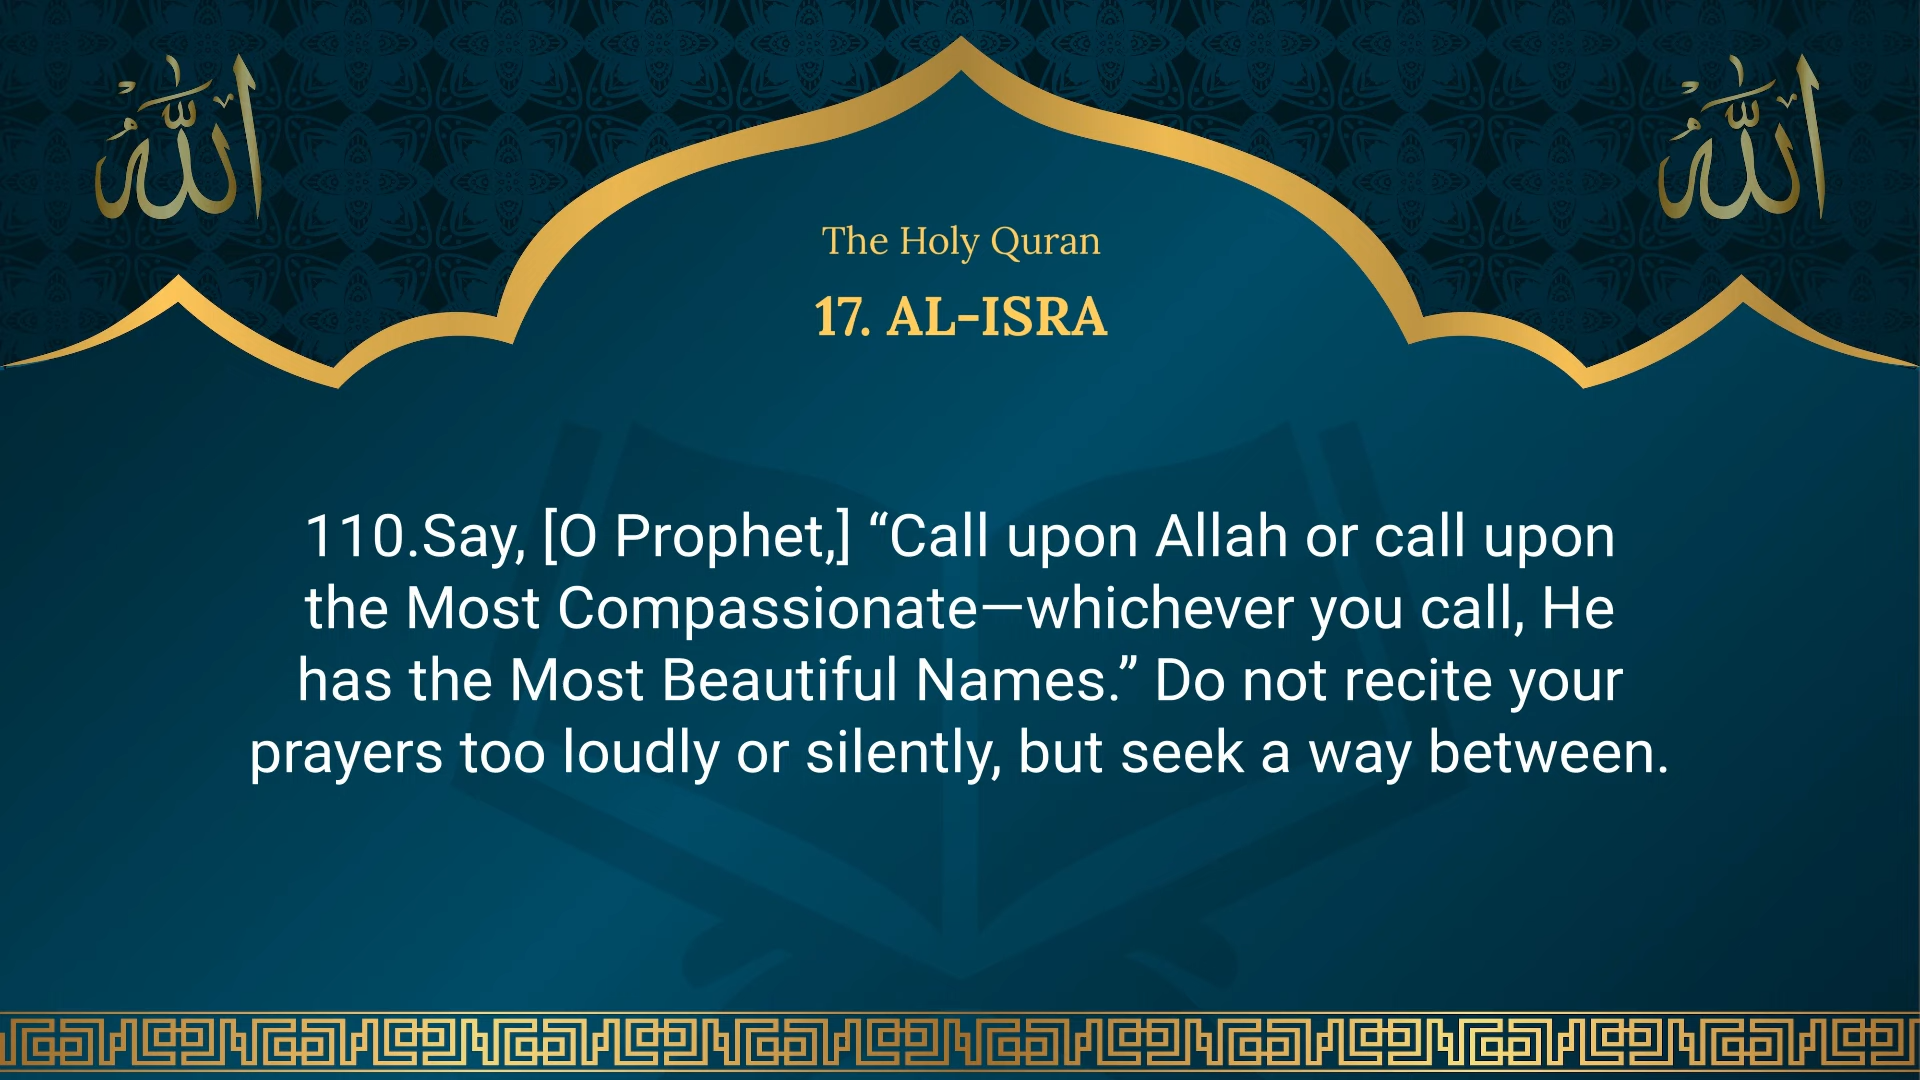 الله
الله
The Holy Quran
17. AL-ISRA
110.Say, [O Prophet,] “Call upon Allah or call upon
the Most Compassionate—whichever you call, He
has the Most Beautiful Names.” Do not recite your
prayers too loudly or silently, but seek a way between.